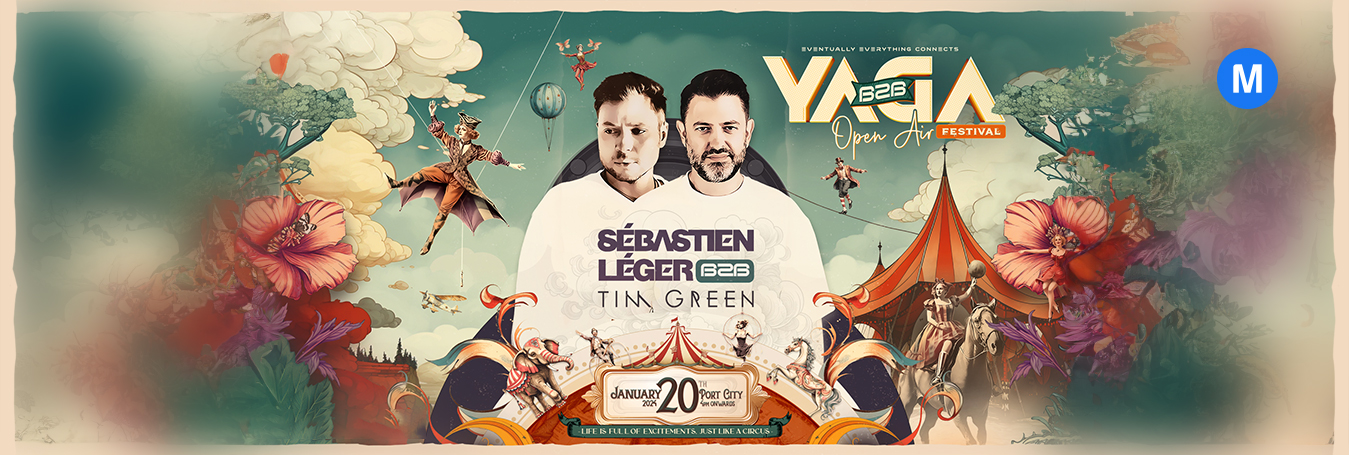 EVENTUALLY EVERYTHING CONNECTS
YAGA
B2B
Open Air FESTIVAL
M
SÉBASTIEN
LÉGER B2B
TIM GREEN
JANUARY 20TH PORT CITY
2024 4PM ONWARDS
LIFE IS FULL OF EXCITEMENTS, JUST LIKE A CIRCUS